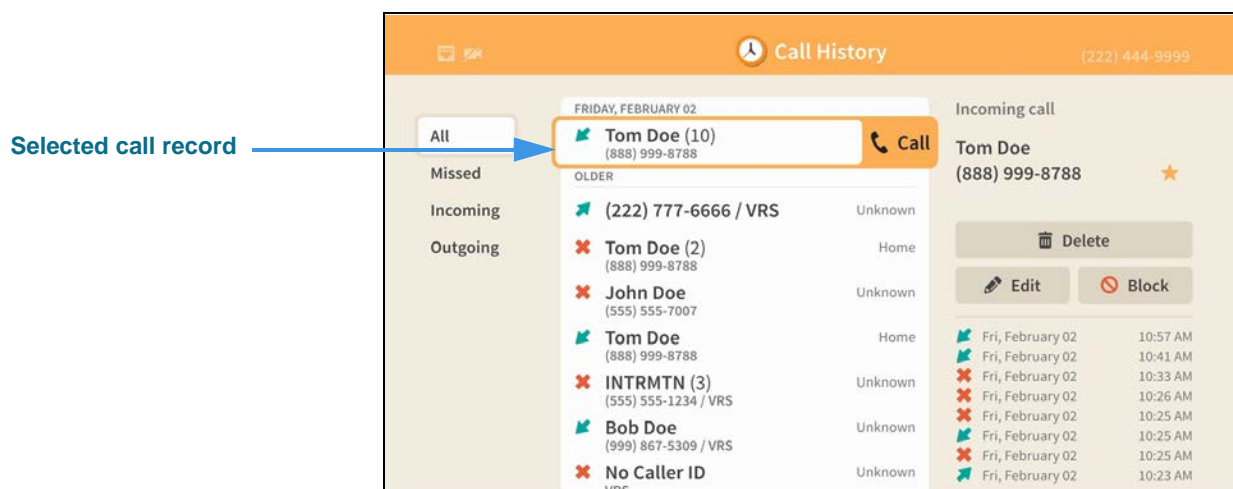 Call History
(222) 444-9999
Selected call record
All
Missed
Incoming
Outgoing
FRIDAY, FEBRUARY 02
Tom Doe (10)
(888) 999-8788
Call
OLDER
(222) 777-6666 / VRS Unknown
Tom Doe (2) Home
(888) 999-8788
John Doe Unknown
(555) 555-7007
Tom Doe Home
(888) 999-8788
INTRMTN (3) Unknown
(555) 555-1234 / VRS
Bob Doe Unknown
(999) 867-5309 / VRS
No Caller ID Unknown
VRS
Incoming call
Tom Doe
(888) 999-8788
Delete
Edit Block
Fri, February 02 10:57 AM
Fri, February 02 10:41 AM
Fri, February 02 10:33 AM
Fri, February 02 10:26 AM
Fri, February 02 10:25 AM
Fri, February 02 10:25 AM
Fri, February 02 10:25 AM
Fri, February 02 10:23 AM